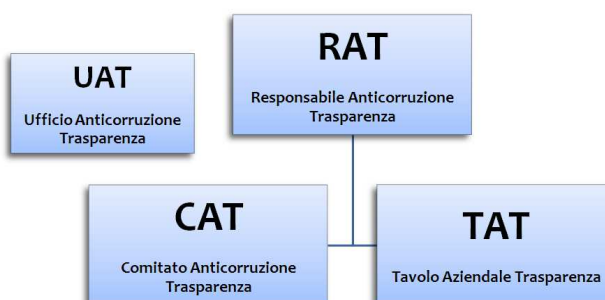 UAT
Ufficio Anticorruzione
Trasparenza
RAT
Responsabile Anticorruzione
Trasparenza
CAT
Comitato Anticorruzione
Trasparenza
TAT
Tavolo Aziendale Trasparenza